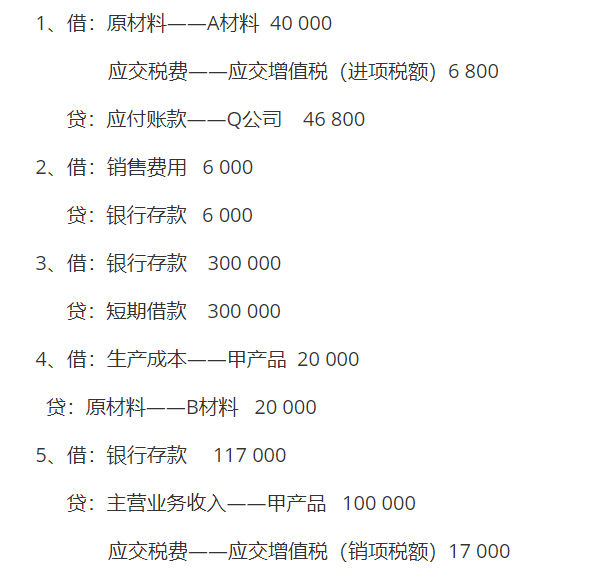 1、借：原材料——A材料 40 000
应交税费——应交增值税（进项税额）6 800
贷：应付账款——Q公司 46 800
2、借：销售费用 6 000
贷：银行存款 6 000
3、借：银行存款 300 000
贷：短期借款 300 000
4、借：生产成本——甲产品 20 000
贷：原材料——B材料 20 000
5、借：银行存款 117 000
贷：主营业务收入——甲产品 100 000
应交税费——应交增值税（销项税额）17 000